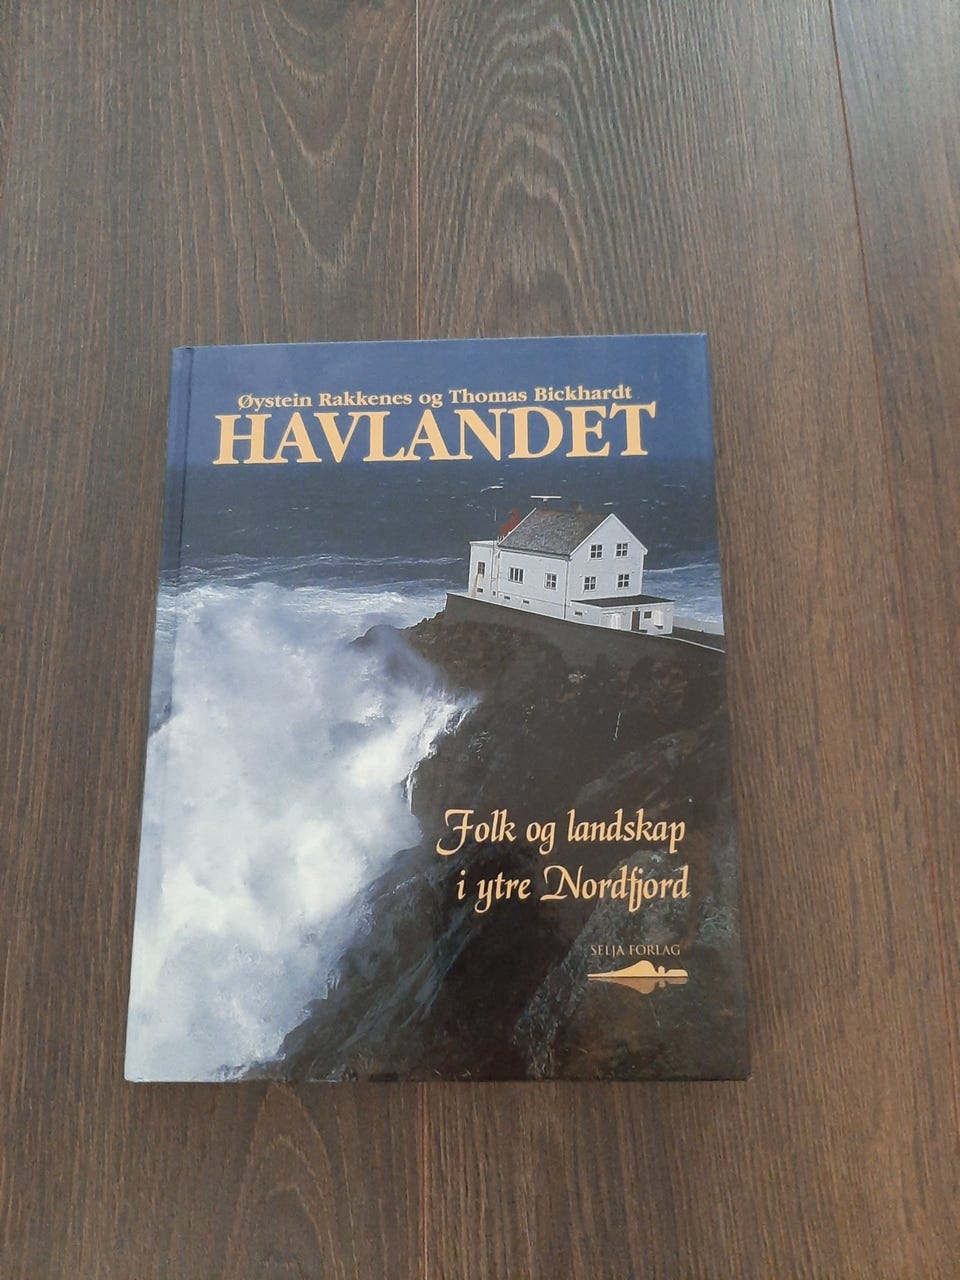 Øystein Rakkenes og Thomas Bickhardt
HAVLANDET
Folk og landskap
i ytre Nordfjord
SELJA FORLAG